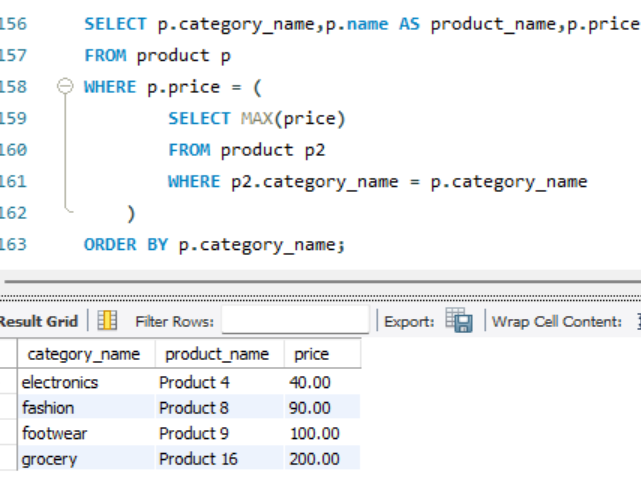 156 SELECT p.category_name,p.name AS product_name,p.price
157 FROM product p
158 WHERE p.price = (
159 SELECT MAX(price)
160 FROM product p2
161 WHERE p2.category_name = p.category_name
162 )
163 ORDER BY p.category_name;
Result Grid Filter Rows: Export: Wrap Cell Content:
category_name product_name price
electronics Product 4 40.00
fashion Product 8 90.00
footwear Product 9 100.00
grocery Product 16 200.00